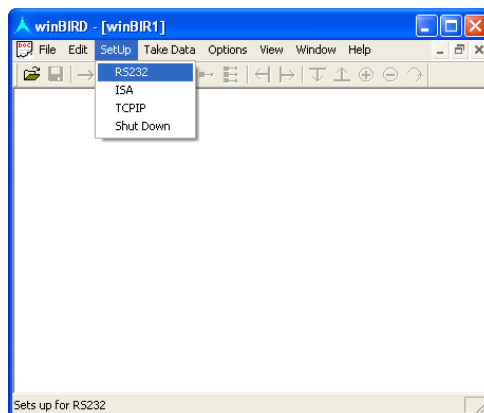 winBIRD - [winBIR1]
File Edit SetUp Take Data Options View Window Help
RS232
ISA
TCPIP
Shut Down
Sets up for RS232